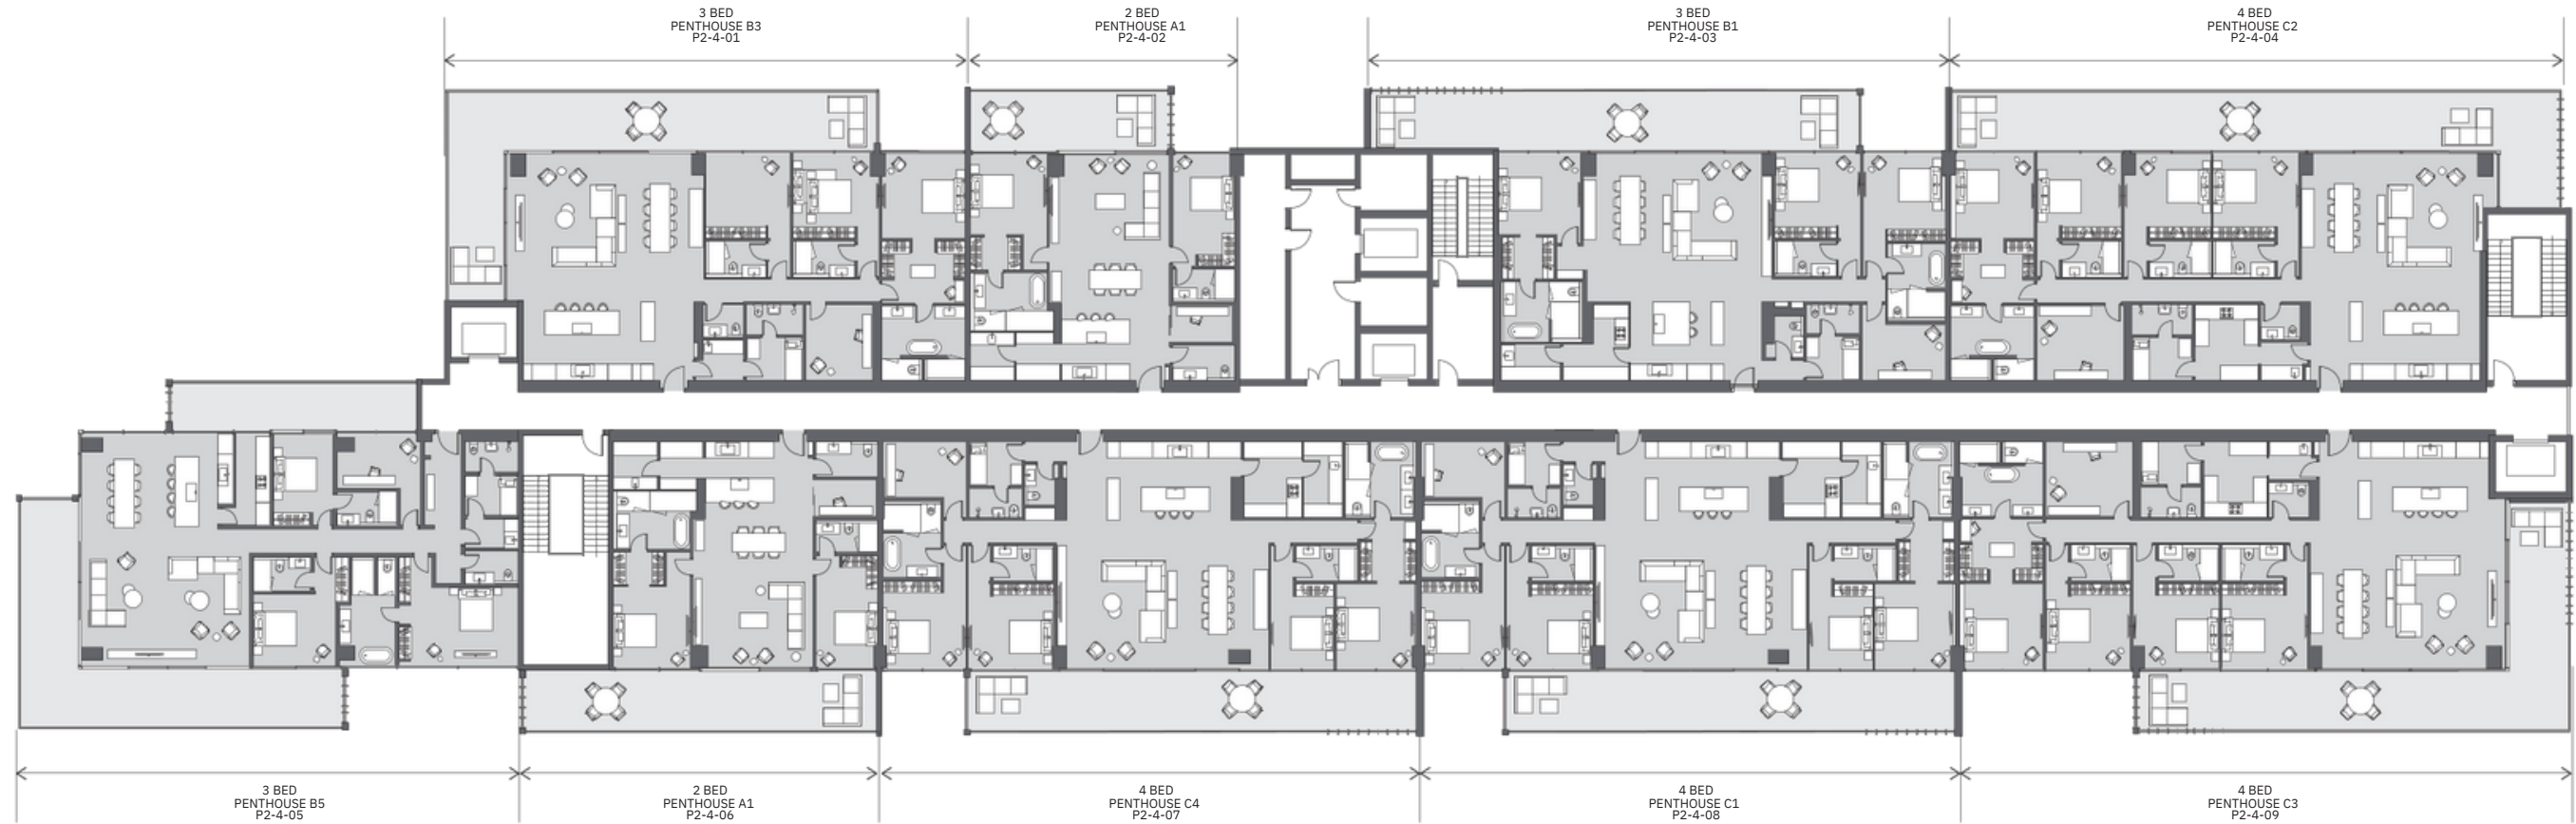 3 BED
PENTHOUSE B3
P2-4-01
2 BED
PENTHOUSE A1
P2-4-02
3 BED
PENTHOUSE B1
P2-4-03
4 BED
PENTHOUSE C2
P2-4-04
3 BED
PENTHOUSE B5
P2-4-05
2 BED
PENTHOUSE A1
P2-4-06
4 BED
PENTHOUSE C4
P2-4-07
4 BED
PENTHOUSE C1
P2-4-08
4 BED
PENTHOUSE C3
P2-4-09